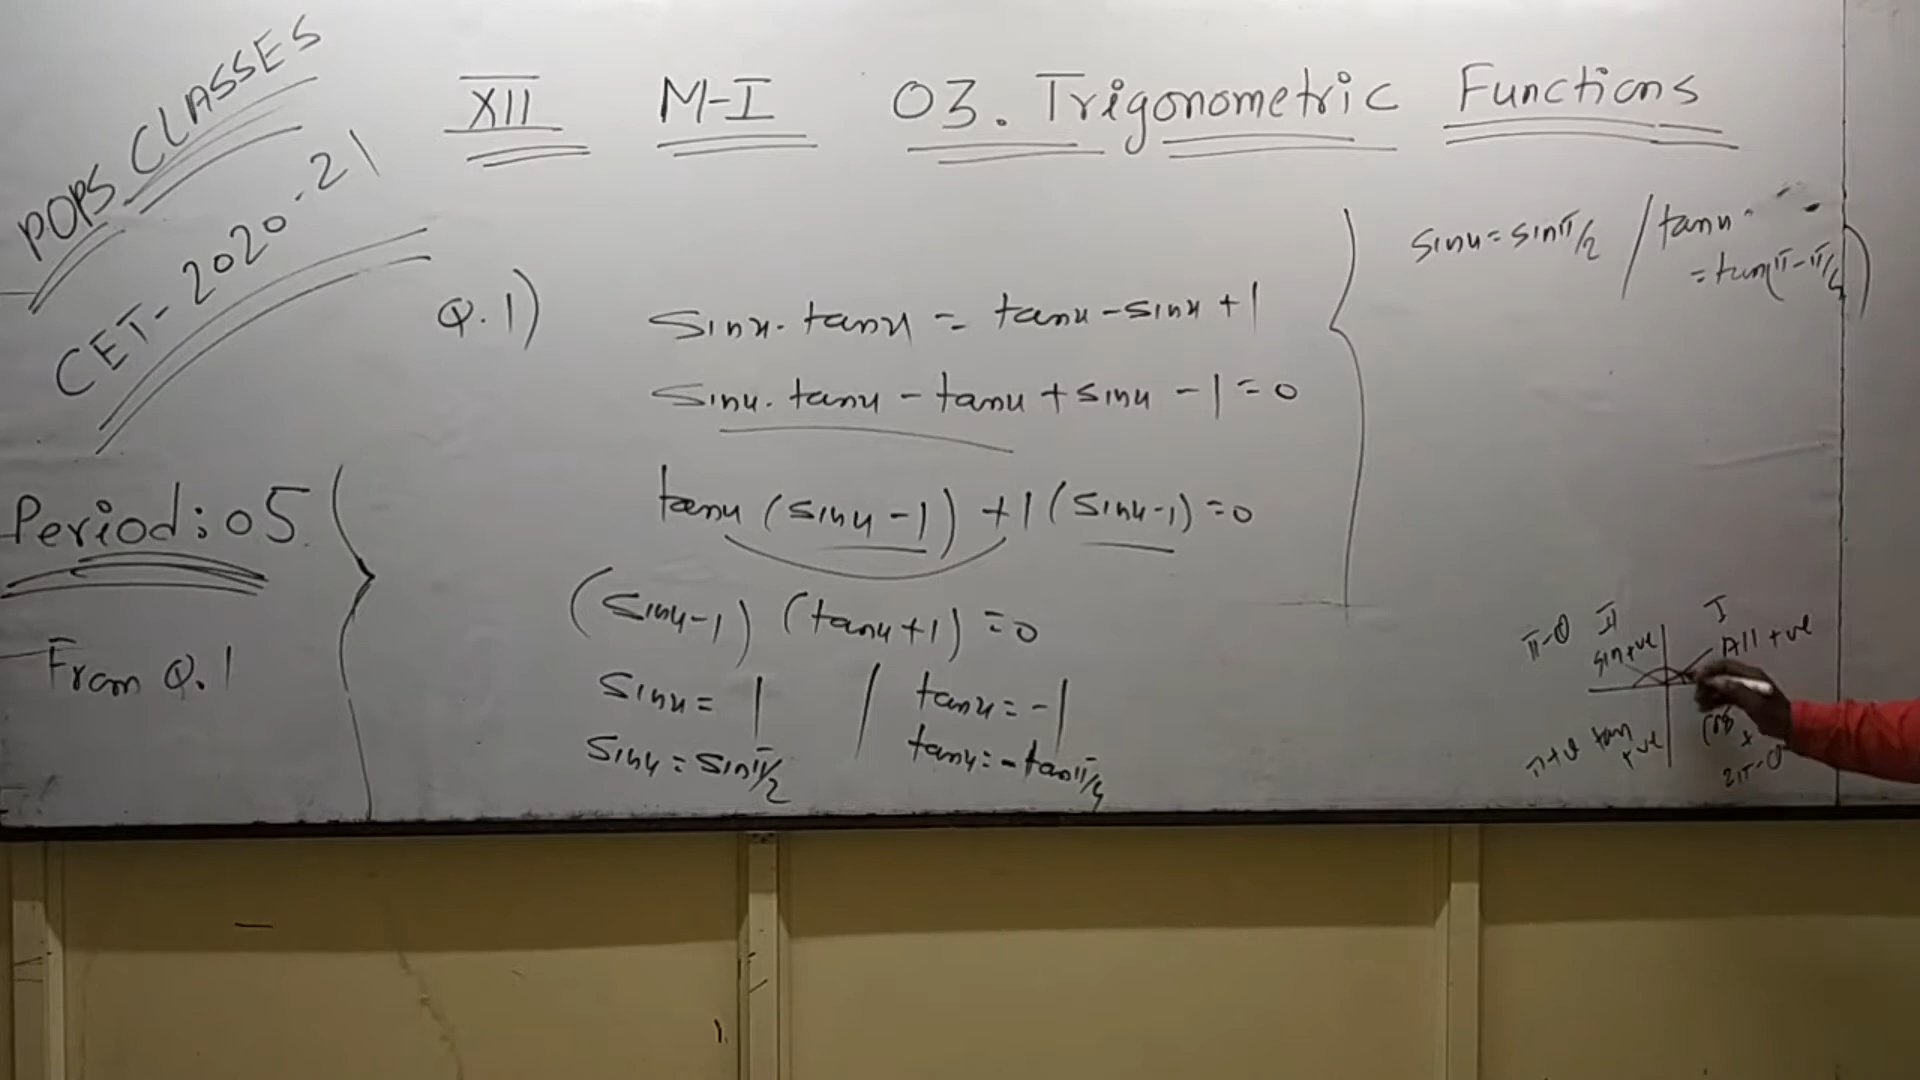 POPS CLASSES
CET-2020-21
XII M-I 03. Trigonometric Functions
Period: 05
From Q.1
Q.1) sinx. tanx = tanx - sinx + 1
sinx. tanx - tanx + sinx - 1 = 0
tanx (sinx - 1) + 1 (sinx - 1) = 0
(sinx - 1) (tanx + 1) = 0
sinx = 1 / tanx = -1
sinx = sin π/2 / tanx = -tan π/4
sinx = sin π/2 / tanx
= tan(π - π/4)
π-θ II I
sin +ve All +ve
π+θ tan +ve cos +
2π-θ